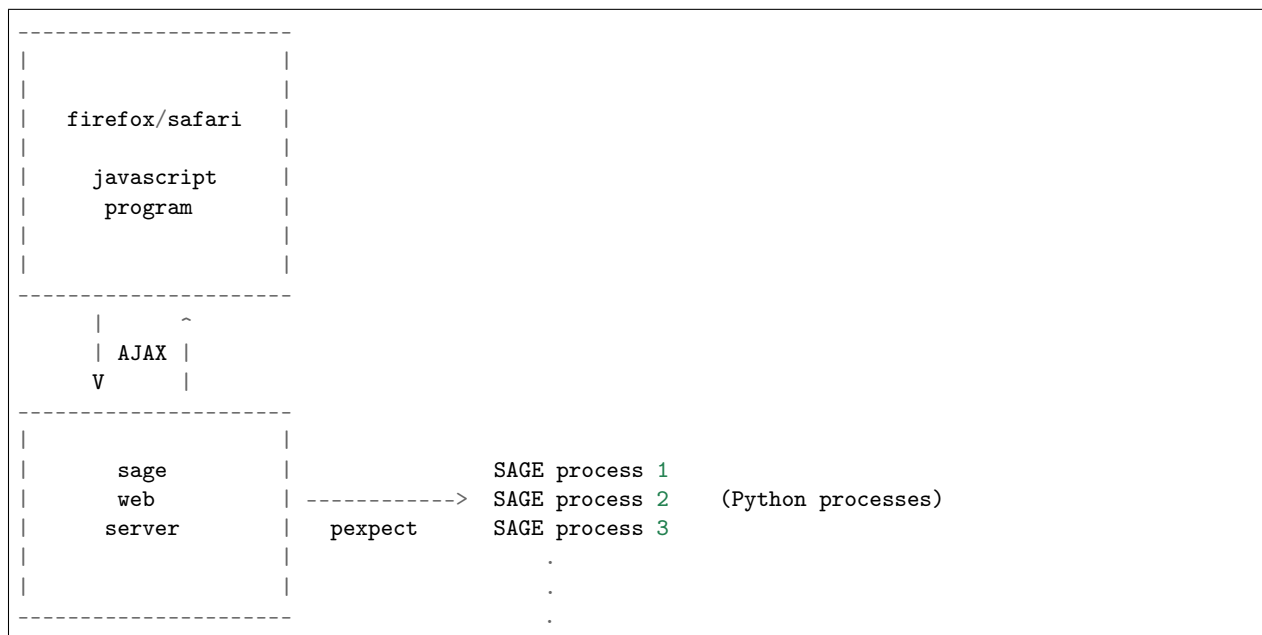 ----------------------
|                    |
|                    |
|   firefox/safari   |
|                    |
|     javascript     |
|      program       |
|                    |
|                    |
----------------------
      |      ^
      | AJAX |
      V      |
----------------------
|                    |
|       sage         |                SAGE process 1
|       web          | ------------>  SAGE process 2    (Python processes)
|      server        |   pexpect      SAGE process 3
|                    |                    .
|                    |                    .
----------------------                    .